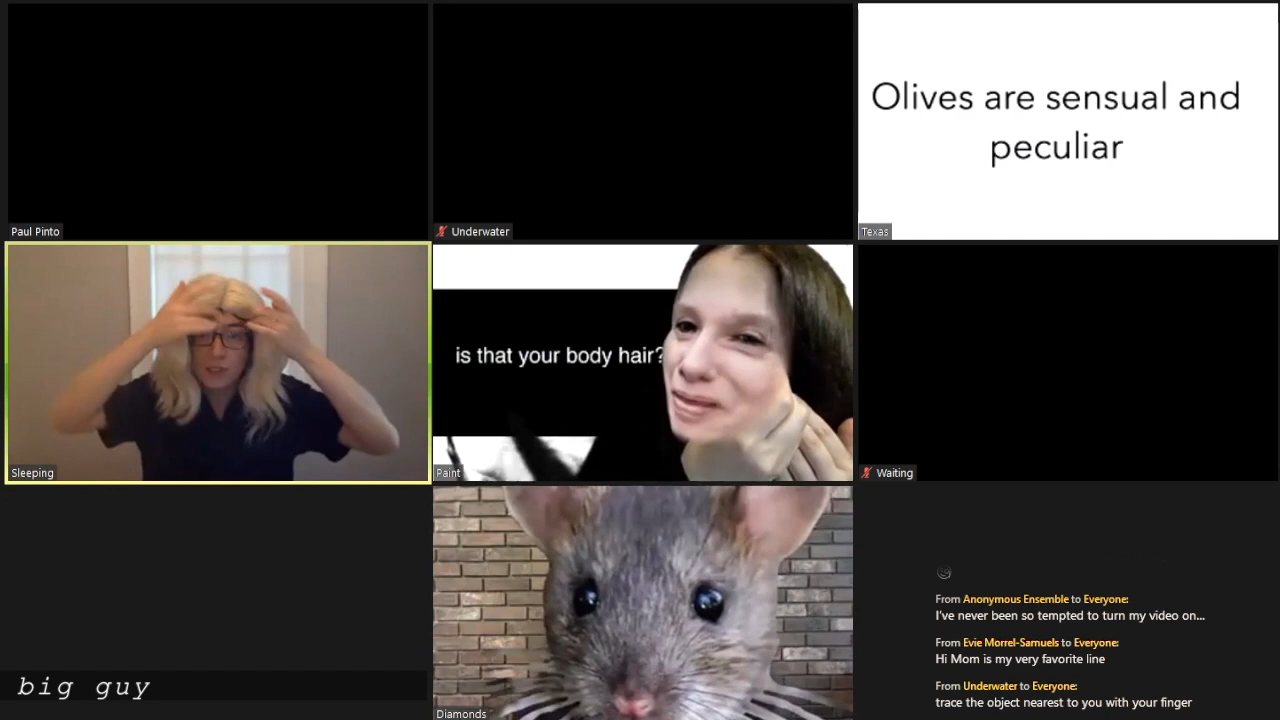 Olives are sensual and
peculiar
Paul Pinto
Underwater
Texas
is that your body hair?
Sleeping
Paint
Waiting
From Anonymous Ensemble to Everyone:
I've never been so tempted to turn my video on...
From Evie Morrel-Samuels to Everyone:
Hi Mom is my very favorite line
From Underwater to Everyone:
trace the object nearest to you with your finger
big guy
Diamonds